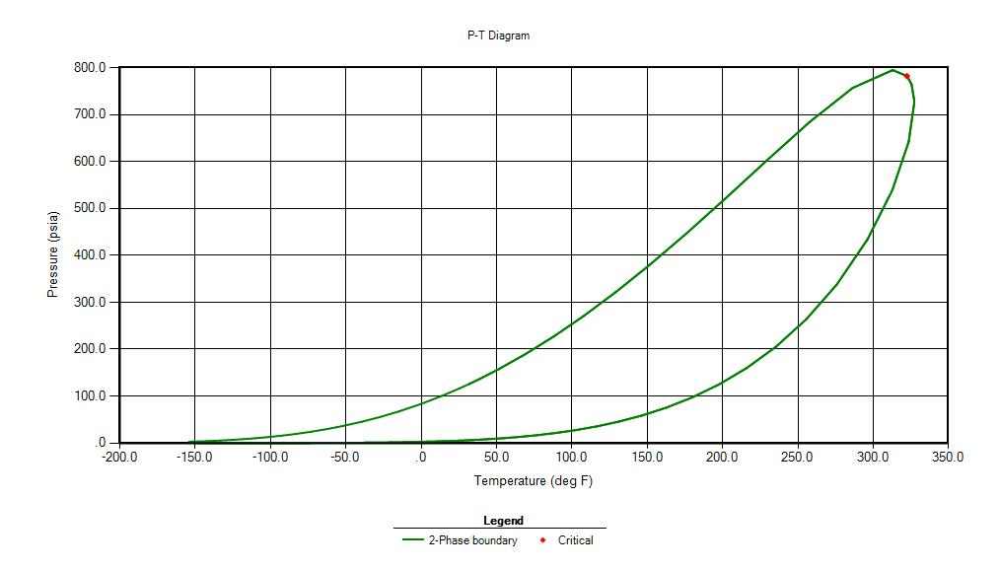 P-T Diagram
800.0
700.0
600.0
500.0
400.0
300.0
200.0
100.0
.0
Pressure (psia)
-200.0 -150.0 -100.0 -50.0 .0 50.0 100.0 150.0 200.0 250.0 300.0 350.0
Temperature (deg F)
Legend
2-Phase boundary Critical